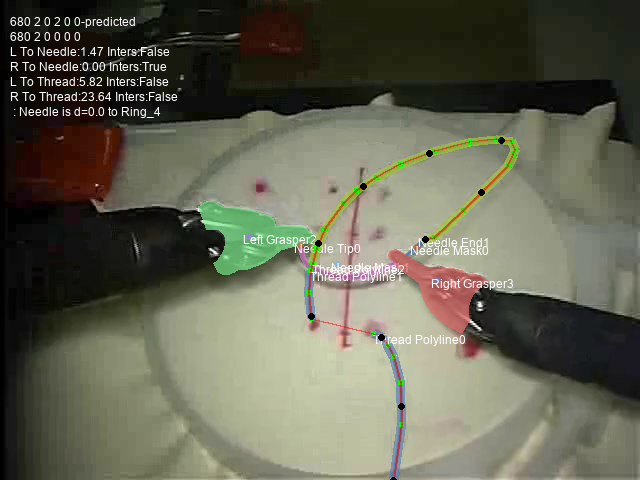 680 2 0 2 0 0-predicted
680 2 0 0 0 0
L To Needle:1.47 Inters:False
R To Needle:0.00 Inters:True
L To Thread:5.82 Inters:False
R To Thread:23.64 Inters:False
: Needle is d=0.0 to Ring_4
Left Grasper2
Needle Tip0
Needle End1
Needle Mask0
Thread Polyline1
Right Grasper3
Thread Polyline0